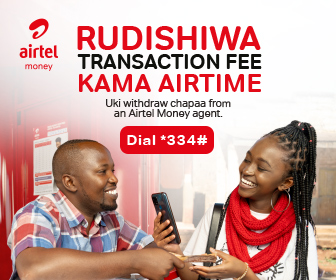 airtel
money
RUDISHIWA
TRANSACTION FEE
KAMA AIRTIME
Uki withdraw chapaa from
an Airtel Money agent.
Dial *334#